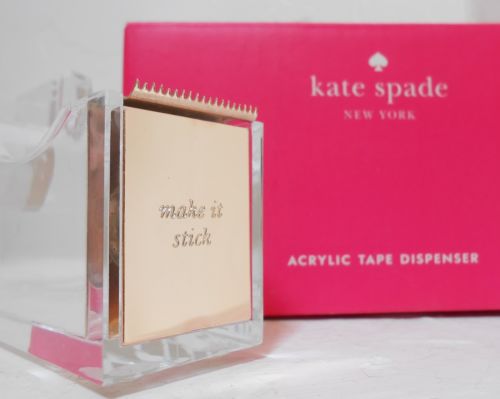 make it
stick
kate spade
NEW YORK
ACRYLIC TAPE DISPENSER